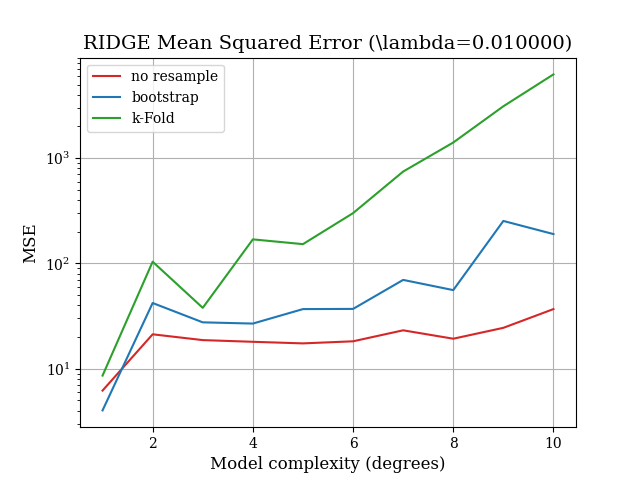 RIDGE Mean Squared Error (\lambda=0.010000)
no resample
bootstrap
k-Fold
MSE
10³
10²
10¹
2 4 6 8 10
Model complexity (degrees)